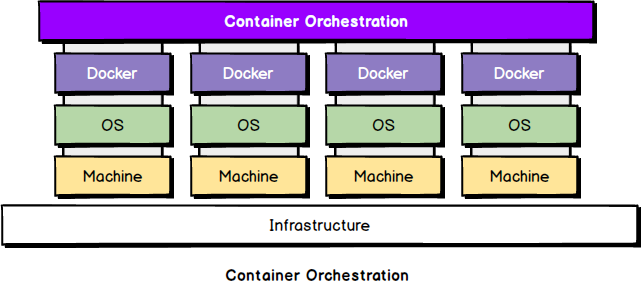 Container Orchestration
Docker Docker Docker Docker
OS OS OS OS
Machine Machine Machine Machine
Infrastructure
Container Orchestration